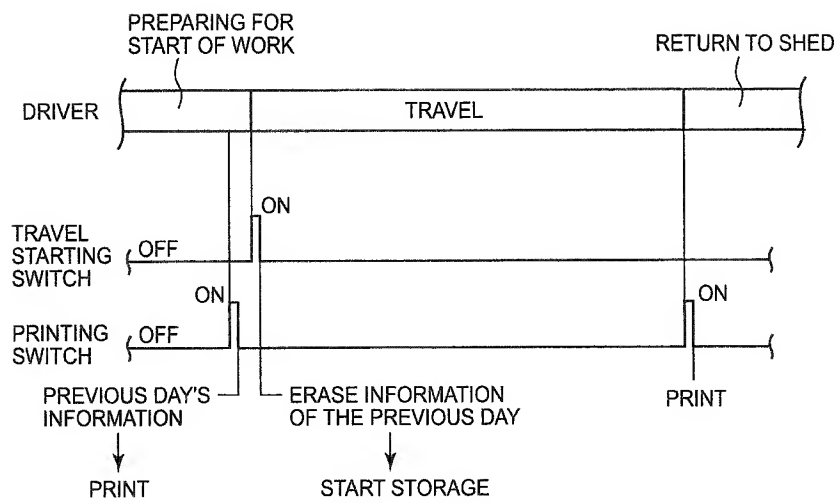 PREPARING FOR
START OF WORK
RETURN TO SHED
DRIVER
TRAVEL
ON
TRAVEL
STARTING
SWITCH
OFF
ON
ON
PRINTING
SWITCH
OFF
PREVIOUS DAY'S
INFORMATION
ERASE INFORMATION
OF THE PREVIOUS DAY
PRINT
PRINT
START STORAGE